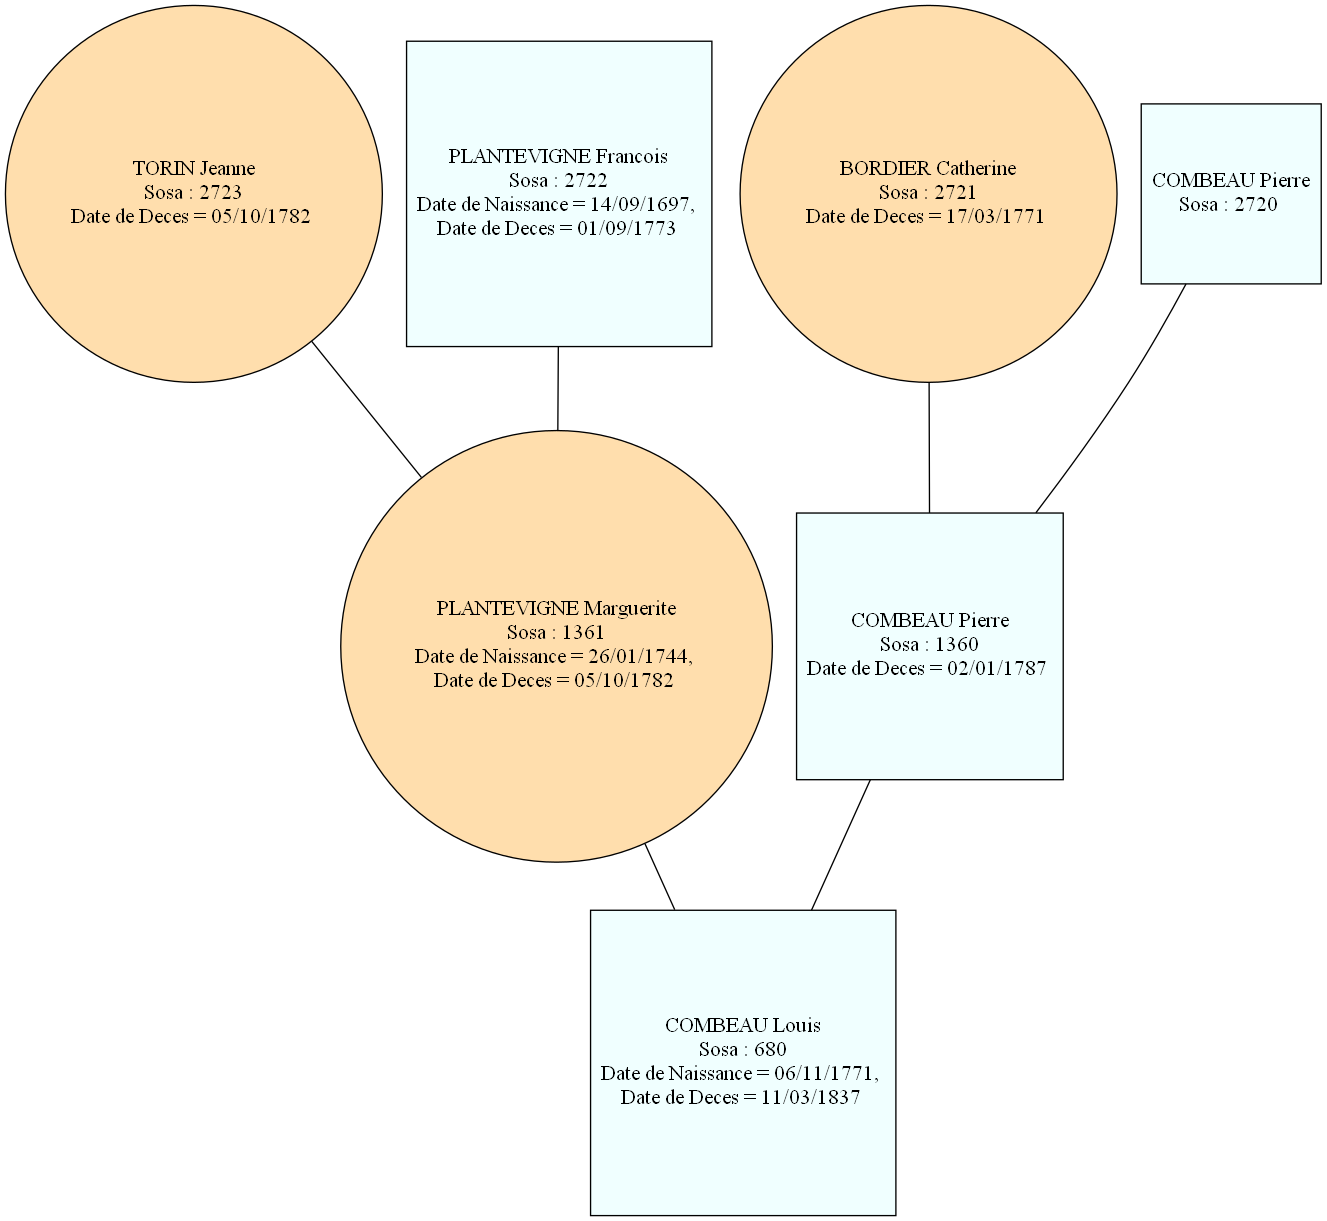 TORIN Jeanne
Sosa : 2723
Date de Deces = 05/10/1782
PLANTEVIGNE Francois
Sosa : 2722
Date de Naissance = 14/09/1697,
Date de Deces = 01/09/1773
BORDIER Catherine
Sosa : 2721
Date de Deces = 17/03/1771
COMBEAU Pierre
Sosa : 2720
PLANTEVIGNE Marguerite
Sosa : 1361
Date de Naissance = 26/01/1744,
Date de Deces = 05/10/1782
COMBEAU Pierre
Sosa : 1360
Date de Deces = 02/01/1787
COMBEAU Louis
Sosa : 680
Date de Naissance = 06/11/1771,
Date de Deces = 11/03/1837